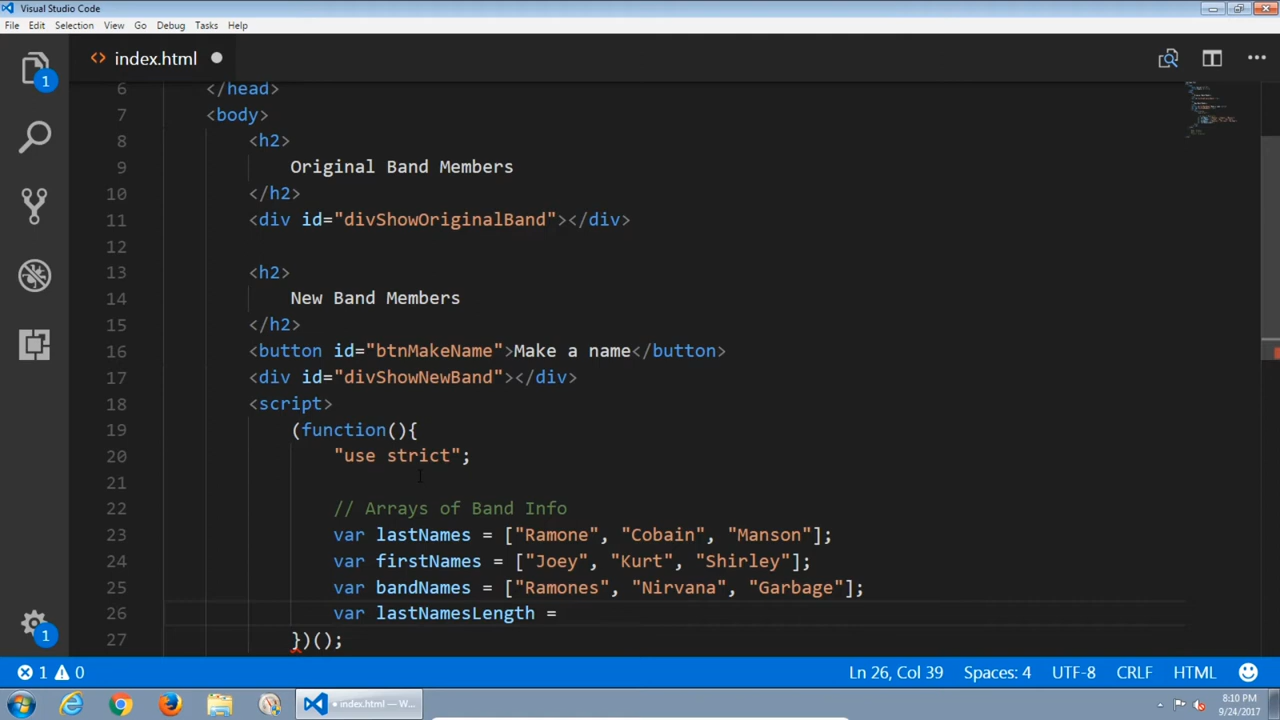 Visual Studio Code
File Edit Selection View Go Debug Tasks Help
1
<> index.html
6 </head>
7 <body>
8 <h2>
9 Original Band Members
10 </h2>
11 <div id="divShowOriginalBand"></div>
12
13 <h2>
14 New Band Members
15 </h2>
16 <button id="btnMakeName">Make a name</button>
17 <div id="divShowNewBand"></div>
18 <script>
19 (function(){
20 "use strict";
21
22 // Arrays of Band Info
23 var lastNames = ["Ramone", "Cobain", "Manson"];
24 var firstNames = ["Joey", "Kurt", "Shirley"];
25 var bandNames = ["Ramones", "Nirvana", "Garbage"];
26 var lastNamesLength =
27 })();
1
1 0 Ln 26, Col 39 Spaces: 4 UTF-8 CRLF HTML
• index.html — W...
8:10 PM
9/24/2017